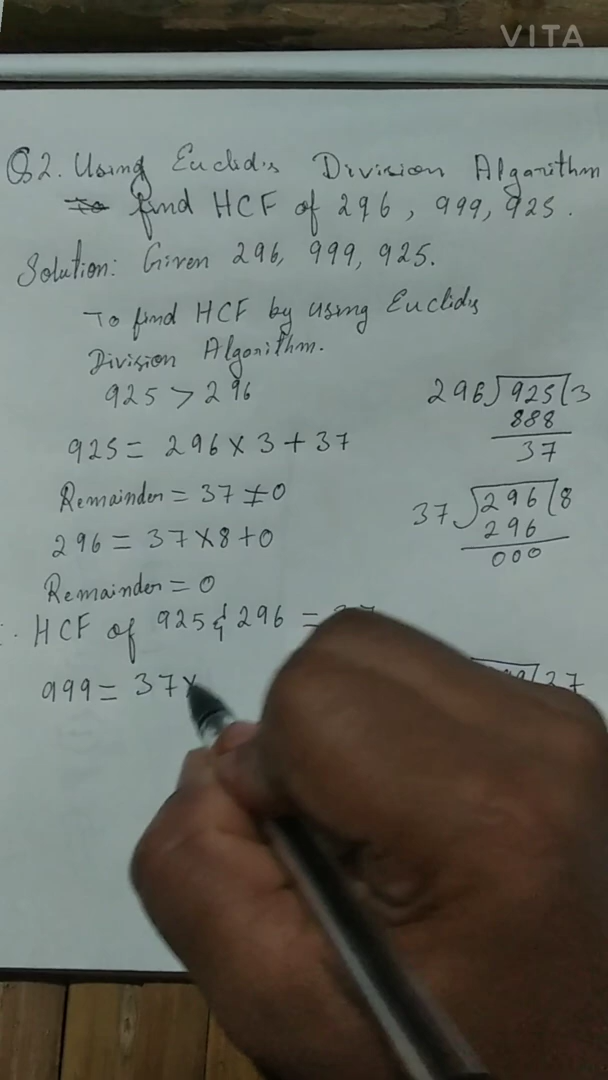 VITA
Q2. Using Euclid's Division Algorithm
To find HCF of 296, 999, 925.
Solution: Given 296, 999, 925.
To find HCF by using Euclid's
Division Algorithm.
925 > 296
296)925(3
888
37
925 = 296 × 3 + 37
Remainder = 37 ≠ 0
37)296(8
296
000
296 = 37 × 8 + 0
Remainder = 0
∴ HCF of 925 & 296 =
999 = 37 ×
27